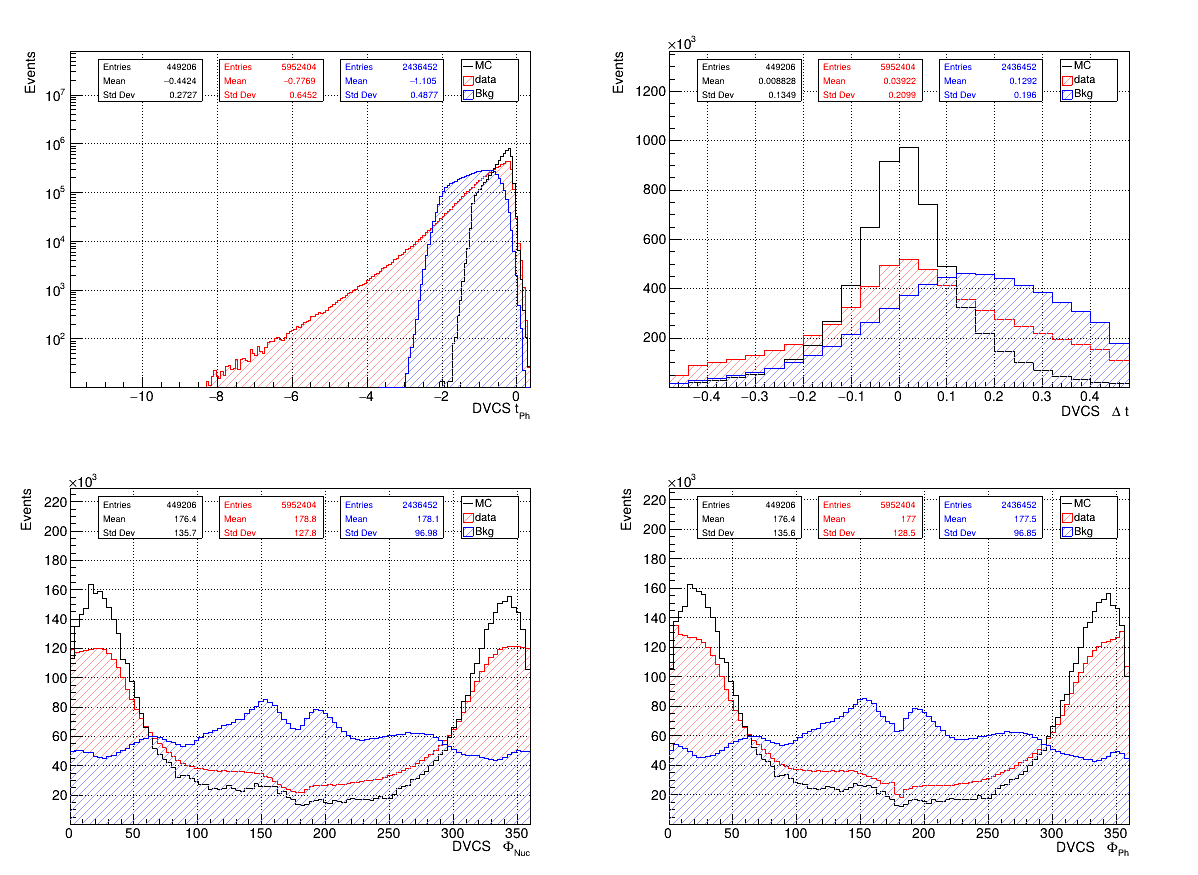 Events
Entries 449206
Mean −0.4424
Std Dev 0.2727
Entries 5952404
Mean −0.7769
Std Dev 0.6452
Entries 2436452
Mean −1.105
Std Dev 0.4877
MC
data
Bkg
10^7
10^6
10^5
10^4
10^3
10^2
−10 −8 −6 −4 −2 0
DVCS t_Ph
Events
×10^3
Entries 449206
Mean 0.008828
Std Dev 0.1349
Entries 5952404
Mean 0.03922
Std Dev 0.2099
Entries 2436452
Mean 0.1292
Std Dev 0.196
MC
data
Bkg
1200
1000
800
600
400
200
−0.4 −0.3 −0.2 −0.1 0 0.1 0.2 0.3 0.4
DVCS Δ t
Events
×10^3
Entries 449206
Mean 176.4
Std Dev 135.7
Entries 5952404
Mean 178.8
Std Dev 127.8
Entries 2436452
Mean 178.1
Std Dev 96.98
MC
data
Bkg
220
200
180
160
140
120
100
80
60
40
20
0 50 100 150 200 250 300 350
DVCS Φ_Nuc
Events
×10^3
Entries 449206
Mean 176.4
Std Dev 135.6
Entries 5952404
Mean 177
Std Dev 128.5
Entries 2436452
Mean 177.5
Std Dev 96.85
MC
data
Bkg
220
200
180
160
140
120
100
80
60
40
20
0 50 100 150 200 250 300 350
DVCS Φ_Ph